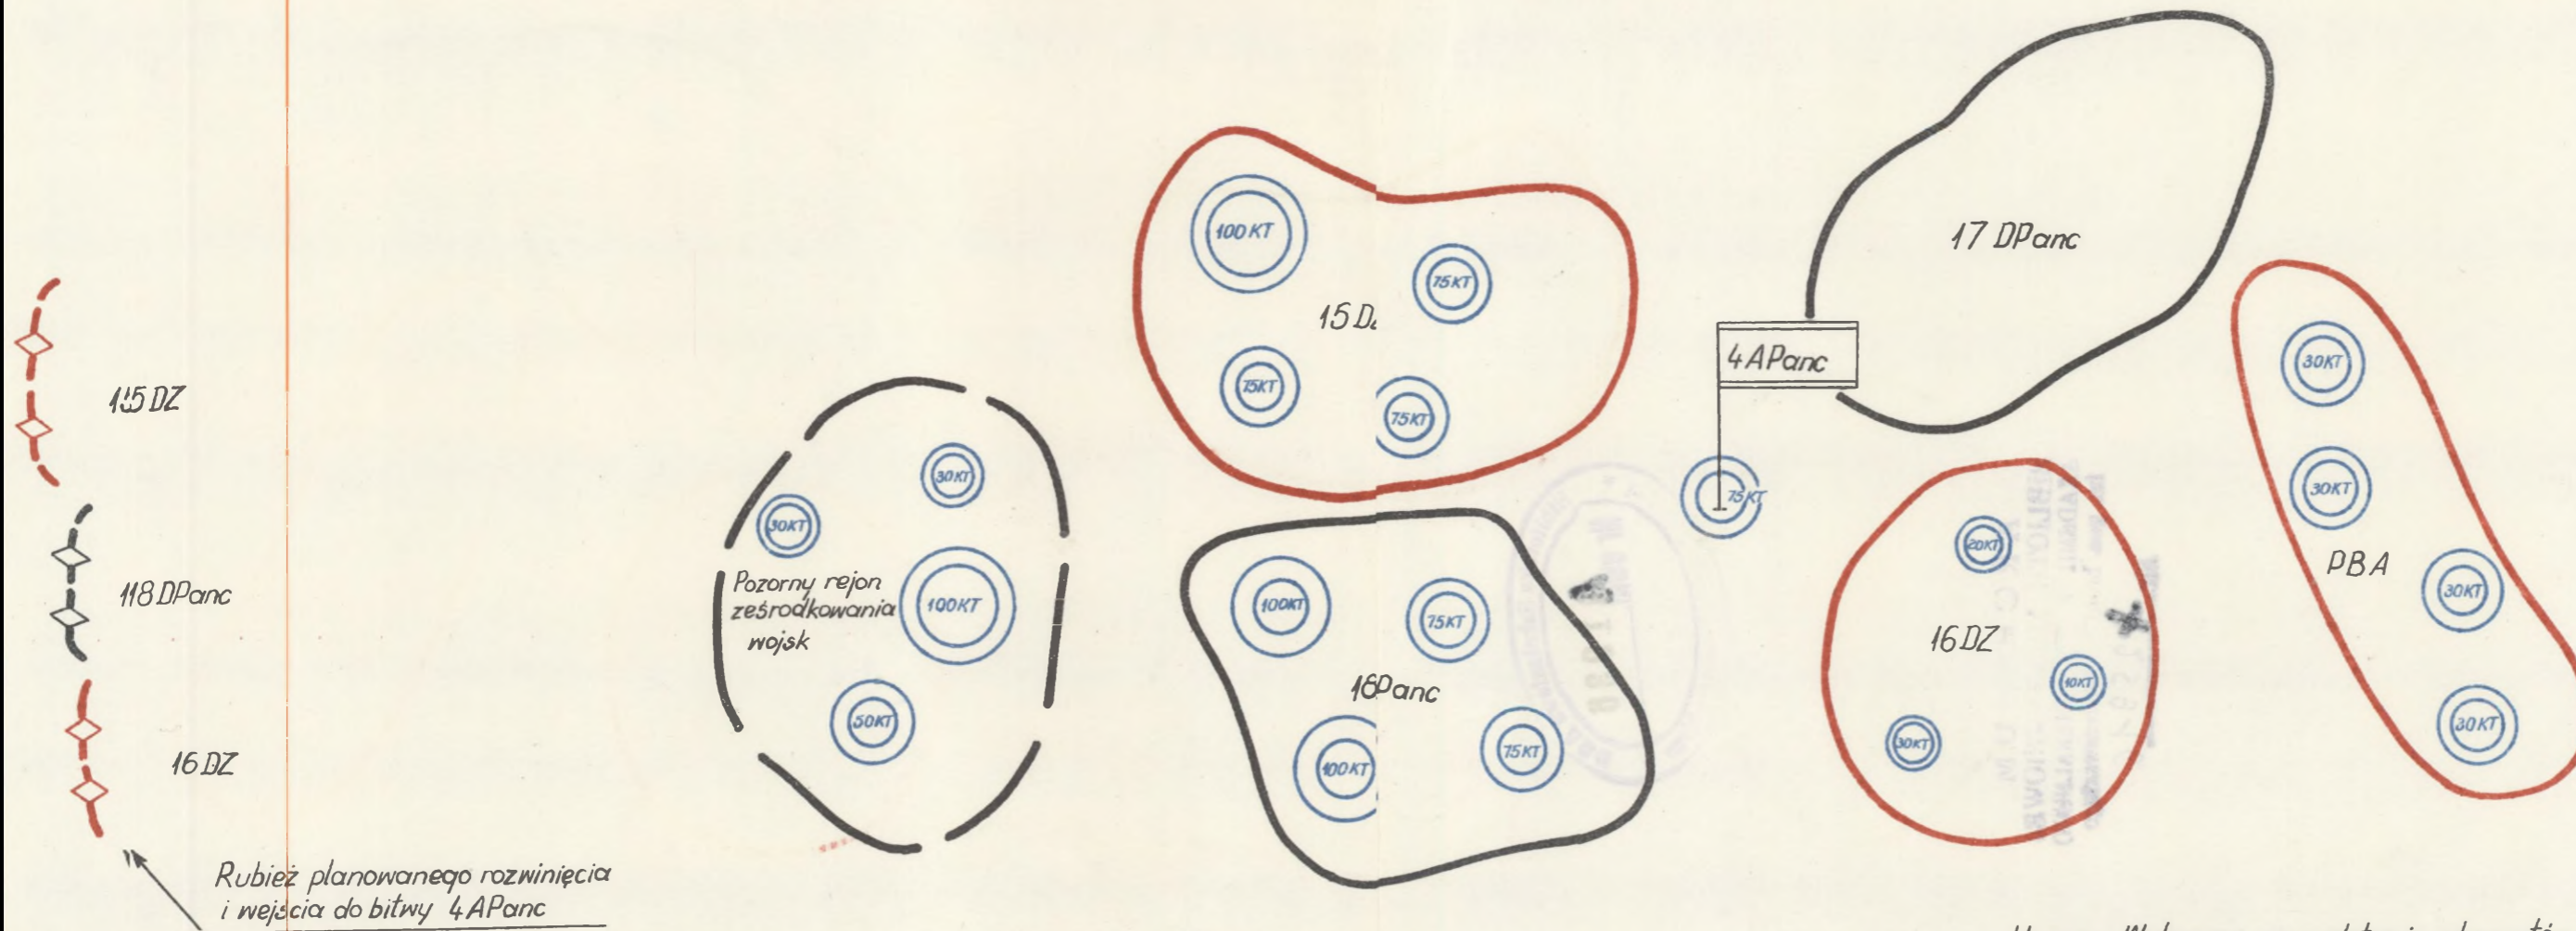 115 DZ
118 DPanc
16 DZ
Rubież planowanego rozwinięcia
i wejścia do bitwy 4 APanc
30KT
30KT
Pozorny rejon
ześrodkowania
wojsk
100KT
50KT
100KT
75KT
15 D
75KT
75KT
100KT
75KT
16Panc
100KT
75KT
17 DPanc
4 APanc
75KT
20KT
16 DZ
10KT
30KT
30KT
30KT
PBA
30KT
30KT